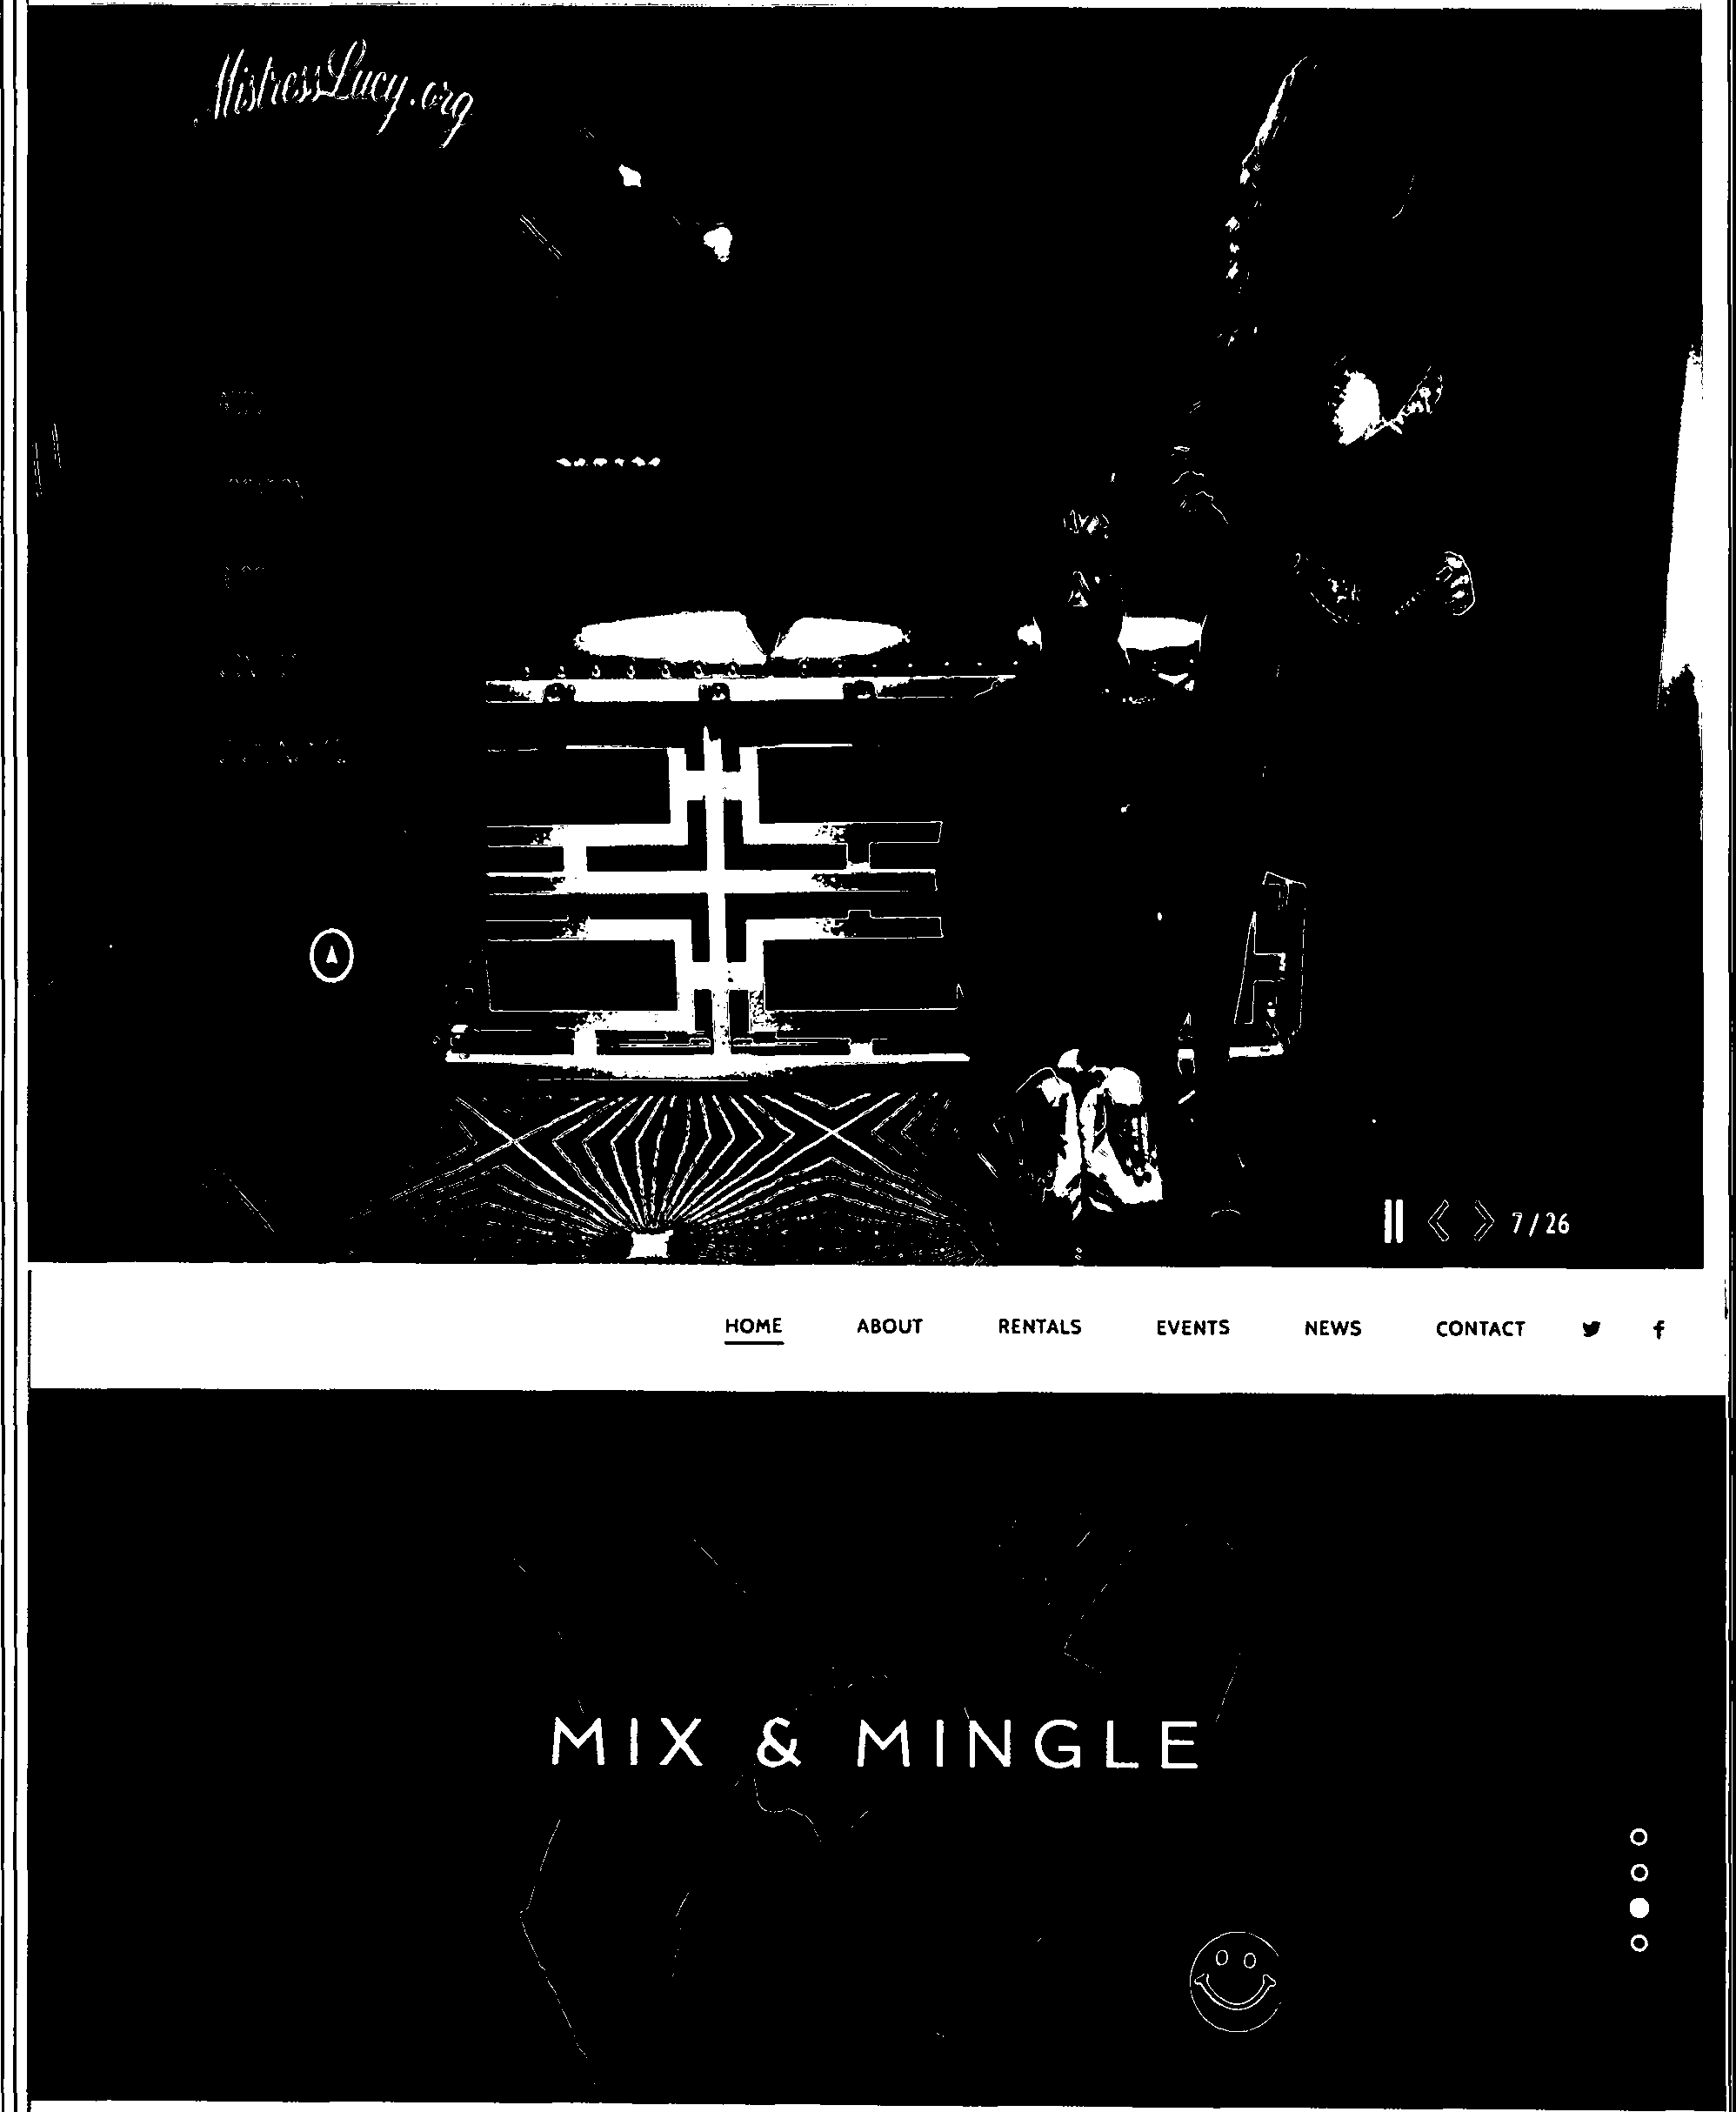 MistressLucy.org
7/26
HOME ABOUT RENTALS EVENTS NEWS CONTACT
MIX & MINGLE